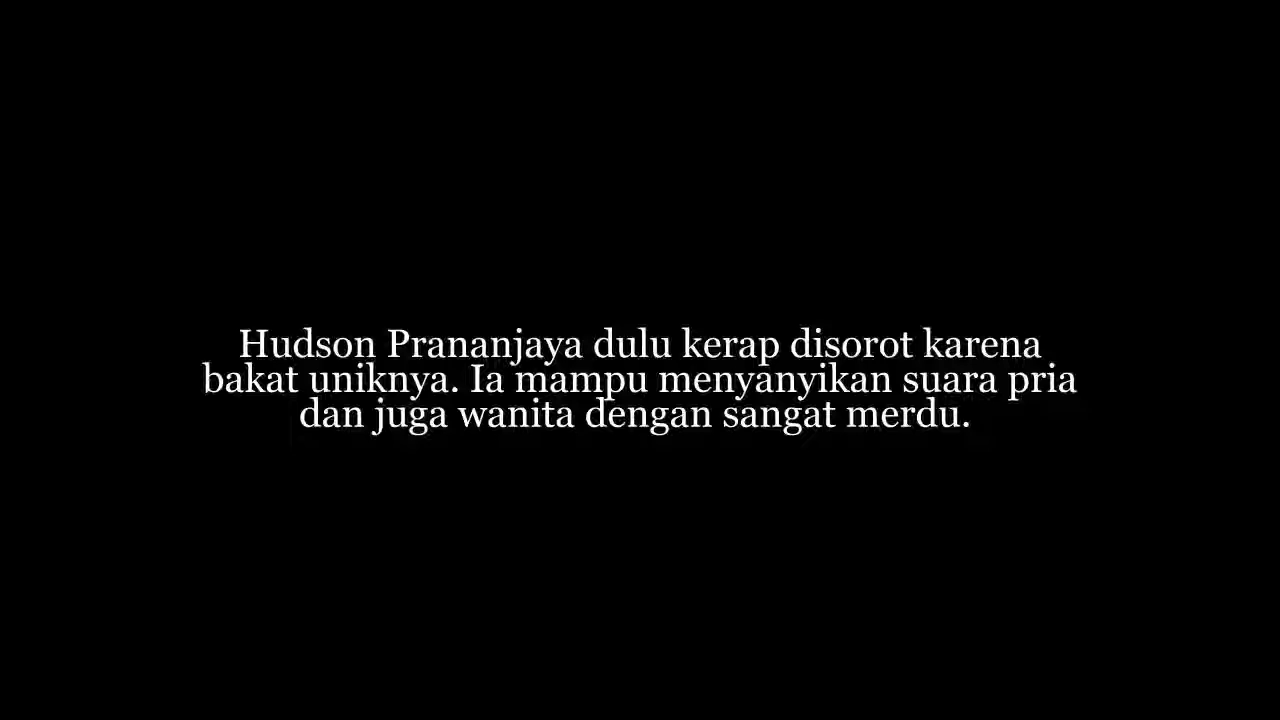 Hudson Prananjaya dulu kerap disorot karena
bakat uniknya. Ia mampu menyanyikan suara pria
dan juga wanita dengan sangat merdu.